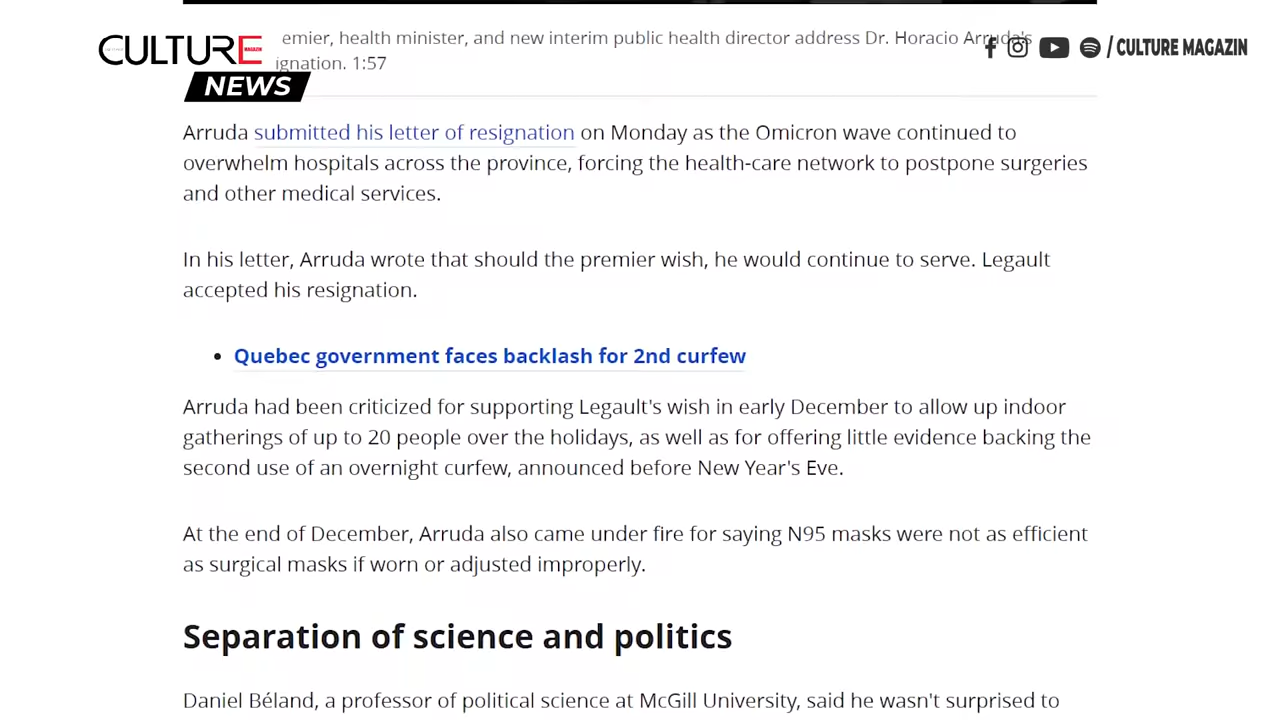 CULTURE
MAGAZIN
NEWS
/ CULTURE MAGAZIN
emier, health minister, and new interim public health director address Dr. Horacio Arruda's
ignation. 1:57
Arruda submitted his letter of resignation on Monday as the Omicron wave continued to
overwhelm hospitals across the province, forcing the health-care network to postpone surgeries
and other medical services.
In his letter, Arruda wrote that should the premier wish, he would continue to serve. Legault
accepted his resignation.
• Quebec government faces backlash for 2nd curfew
Arruda had been criticized for supporting Legault's wish in early December to allow up indoor
gatherings of up to 20 people over the holidays, as well as for offering little evidence backing the
second use of an overnight curfew, announced before New Year's Eve.
At the end of December, Arruda also came under fire for saying N95 masks were not as efficient
as surgical masks if worn or adjusted improperly.
Separation of science and politics
Daniel Béland, a professor of political science at McGill University, said he wasn't surprised to